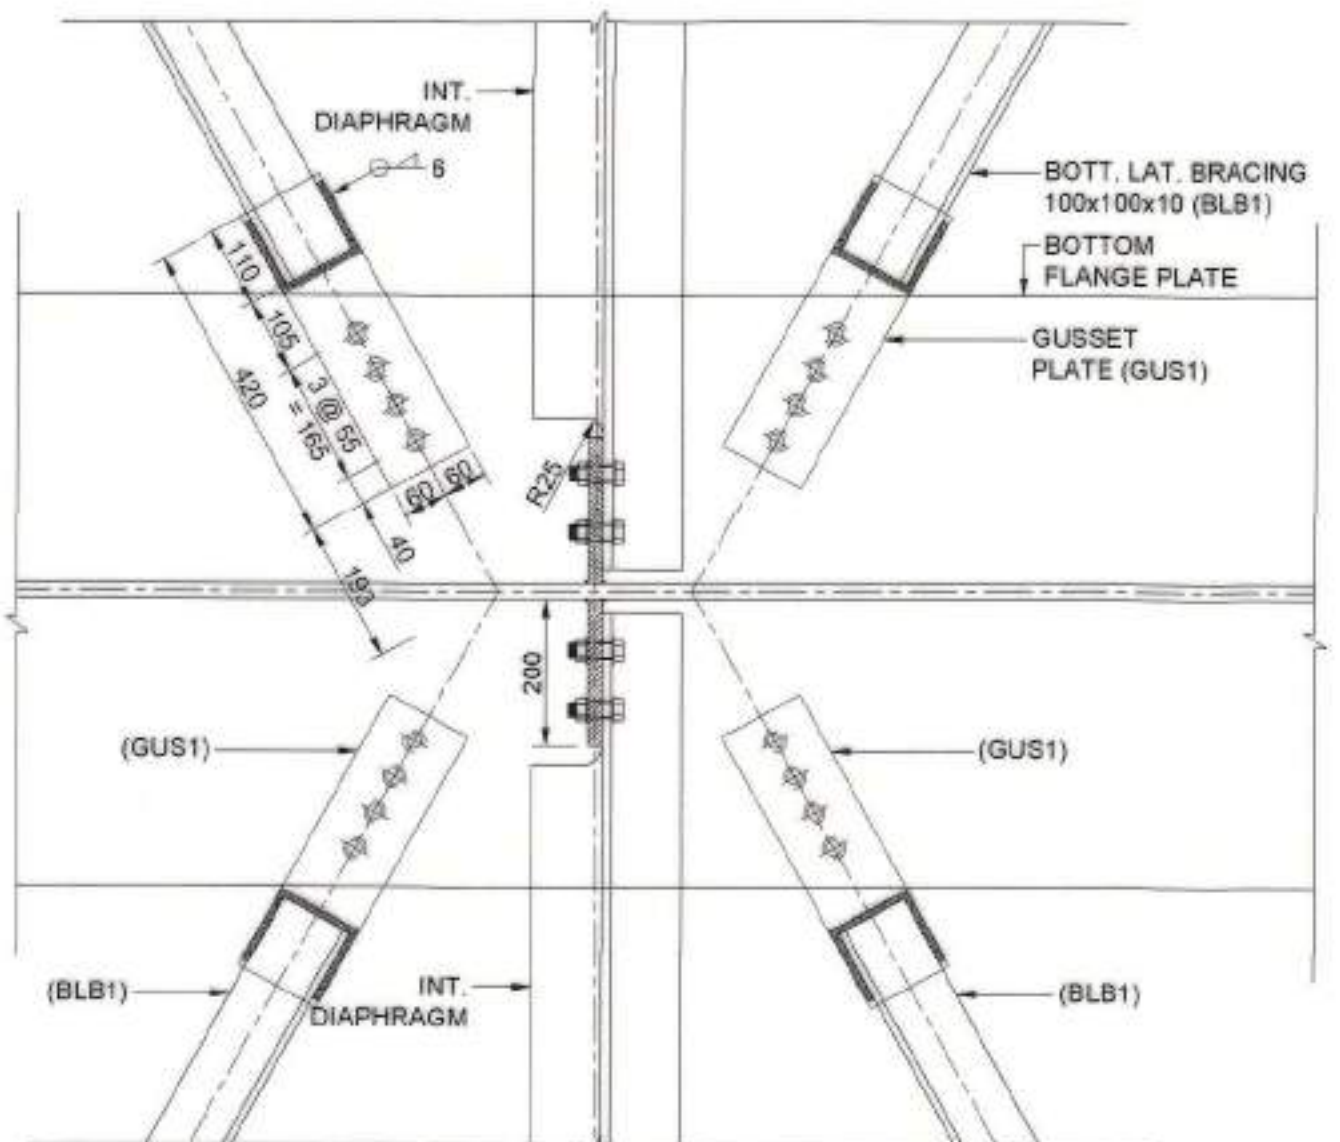 INT.
DIAPHRAGM
6
BOTT. LAT. BRACING
100x100x10 (BLB1)
BOTTOM
FLANGE PLATE
GUSSET
PLATE (GUS1)
110
105
3 @ 55
= 165
420
60
60
40
193
R25
200
(GUS1)
(GUS1)
(BLB1)
INT.
DIAPHRAGM
(BLB1)